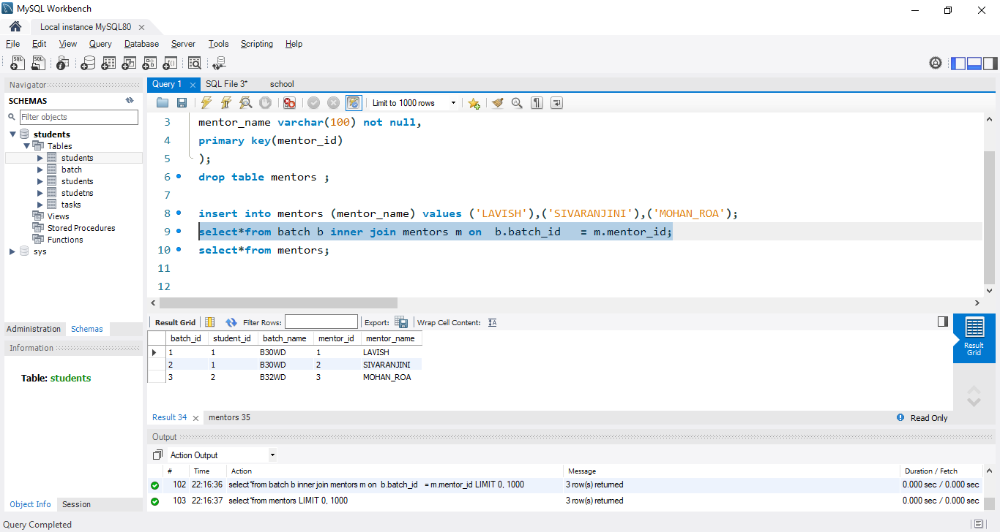 MySQL Workbench
Local instance MySQL80
File Edit View Query Database Server Tools Scripting Help
Navigator
SCHEMAS
Filter objects
students
Tables
students
batch
students
studetns
tasks
Views
Stored Procedures
Functions
sys
Administration Schemas
Information
Table: students
Object Info Session
Query 1 SQL File 3* school
Limit to 1000 rows
3 mentor_name varchar(100) not null,
4 primary key(mentor_id)
5 );
6 drop table mentors ;
7
8 insert into mentors (mentor_name) values ('LAVISH'),('SIVARANJINI'),('MOHAN_ROA');
9 select*from batch b inner join mentors m on  b.batch_id   = m.mentor_id;
10 select*from mentors;
11
12
Result Grid Filter Rows: Export: Wrap Cell Content:
batch_id student_id batch_name mentor_id mentor_name
1 1 B30WD 1 LAVISH
2 1 B30WD 2 SIVARANJINI
3 2 B32WD 3 MOHAN_ROA
Result
Grid
Result 34 mentors 35 Read Only
Output
Action Output
# Time Action Message Duration / Fetch
102 22:16:36 select*from batch b inner join mentors m on  b.batch_id   = m.mentor_id LIMIT 0, 1000 3 row(s) returned 0.000 sec / 0.000 sec
103 22:16:37 select*from mentors LIMIT 0, 1000 3 row(s) returned 0.000 sec / 0.000 sec
Query Completed